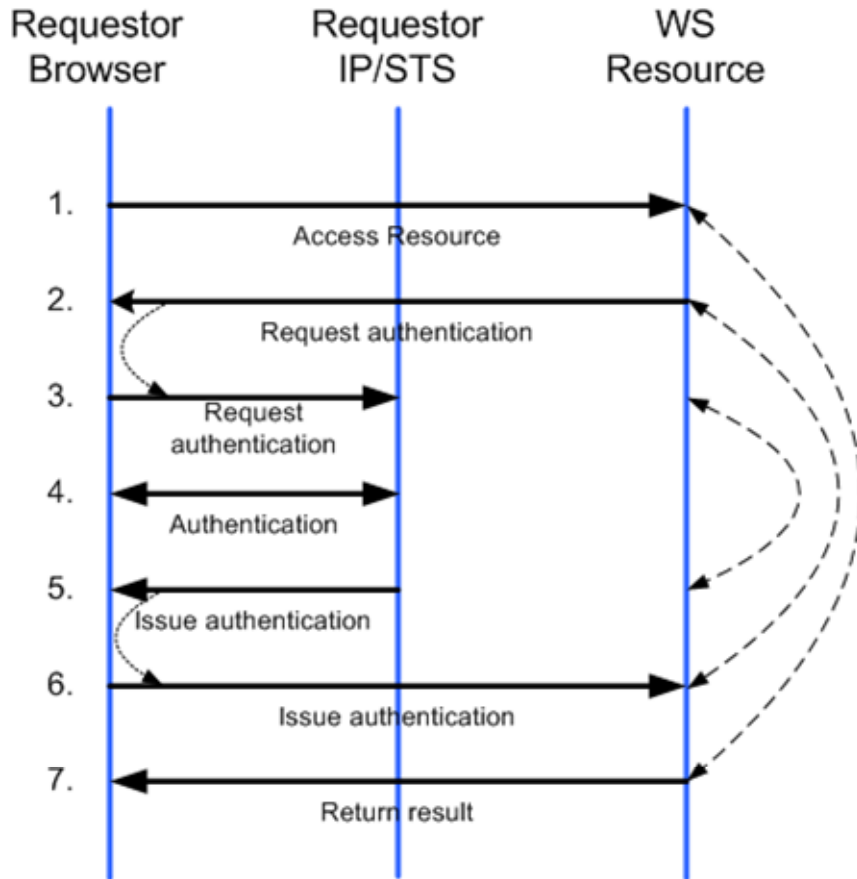 Requestor
Browser
Requestor
IP/STS
WS
Resource
1.
Access Resource
2.
Request authentication
3.
Request
authentication
4.
Authentication
5.
Issue authentication
6.
Issue authentication
7.
Return result